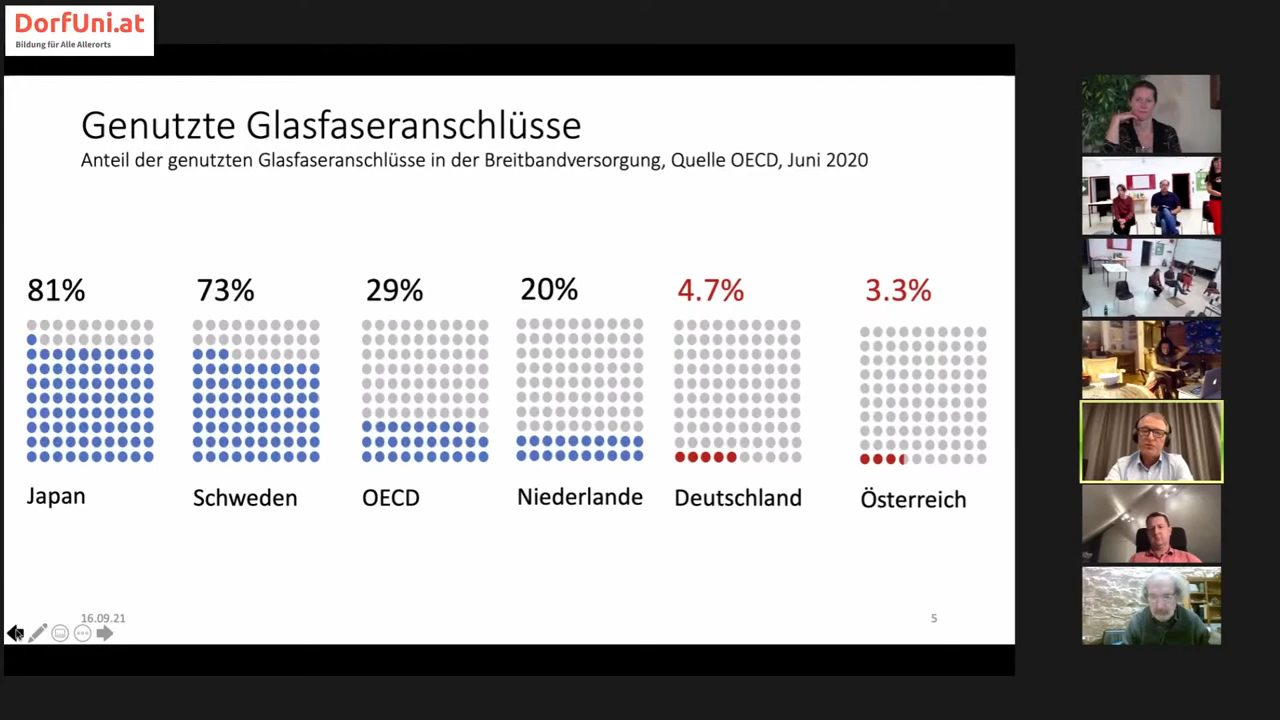 DorfUni.at
Bildung für Alle Allerorts
Genutzte Glasfaseranschlüsse
Anteil der genutzten Glasfaseranschlüsse in der Breitbandversorgung, Quelle OECD, Juni 2020
81% 73% 29% 20% 4.7% 3.3%
Japan Schweden OECD Niederlande Deutschland Österreich
16.09.21 5